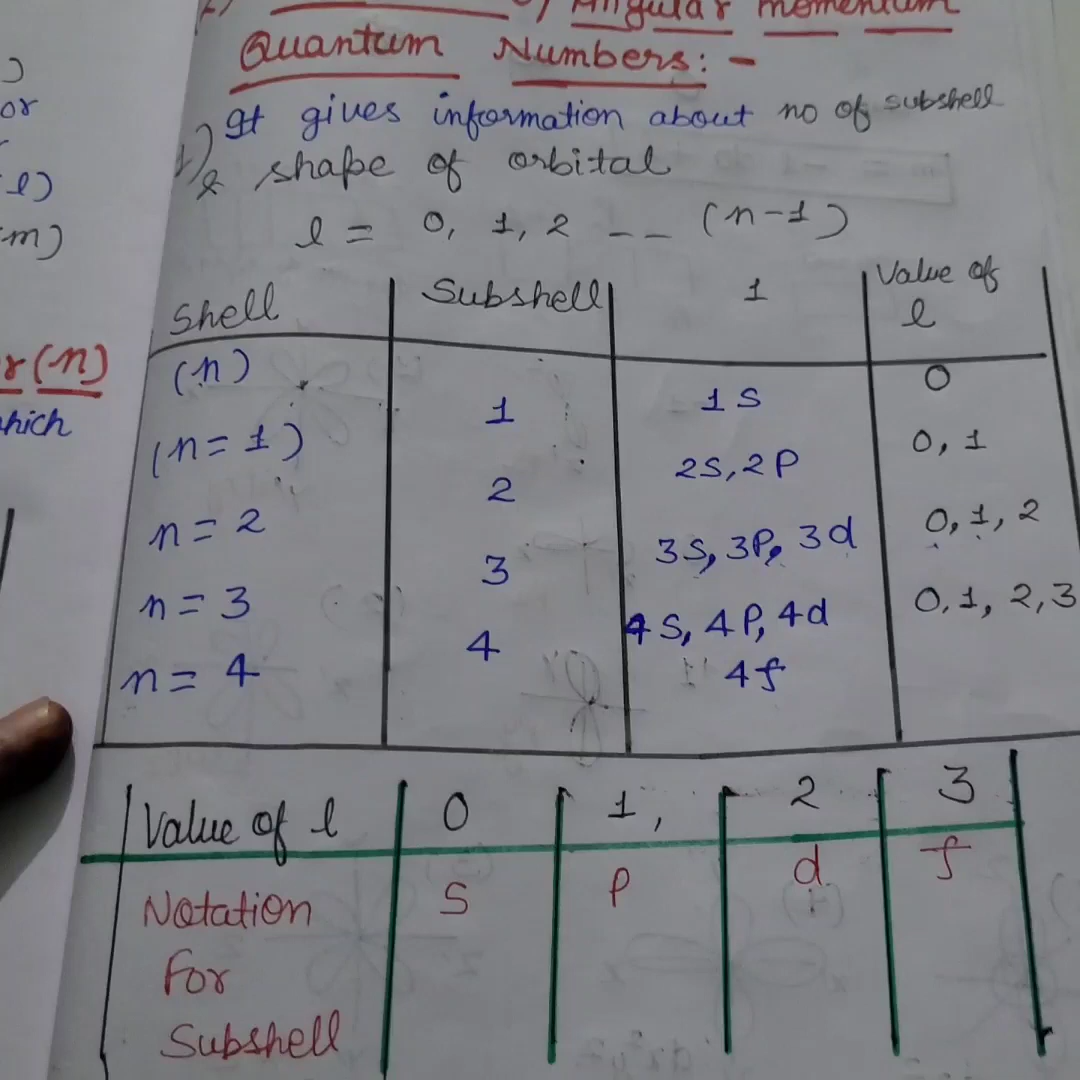 Angular momentum
Quantum Numbers: -
1) It gives information about no of subshell
& shape of orbital
l = 0, 1, 2 -- (n-1)
Shell Subshell 1 Value of l
(n) 1 1s 0
(n=1) 2 2s, 2p 0, 1
n=2 3 3s, 3p, 3d 0, 1, 2
n=3 4 4s, 4p, 4d 0, 1, 2, 3
n=4 4f
Value of l 0 1, 2 3
Notation s p d f
For
Subshell
or
l)
m)
r(n)
hich